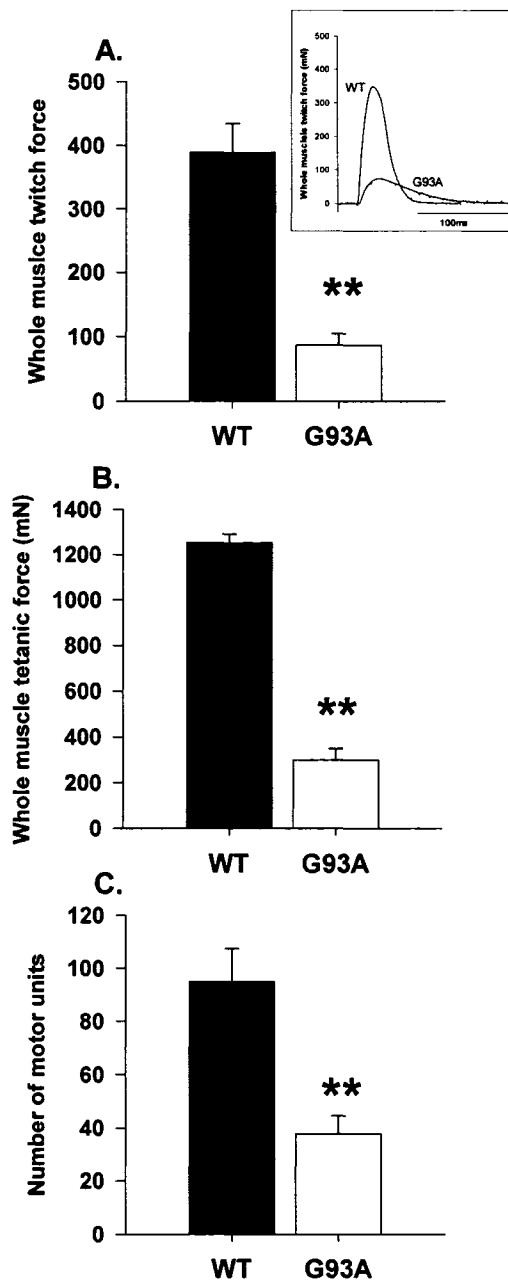 A.
Whole musice twitch force
500
400
300
200
100
0
**
WT G93A
Whole musclele twitch force (mN)
500
400
300
200
100
0
WT
G93A
100ms
B.
Whole muscle tetanic force (mN)
1400
1200
1000
800
600
400
200
0
**
WT G93A
C.
Number of motor units
120
100
80
60
40
20
0
**
WT G93A